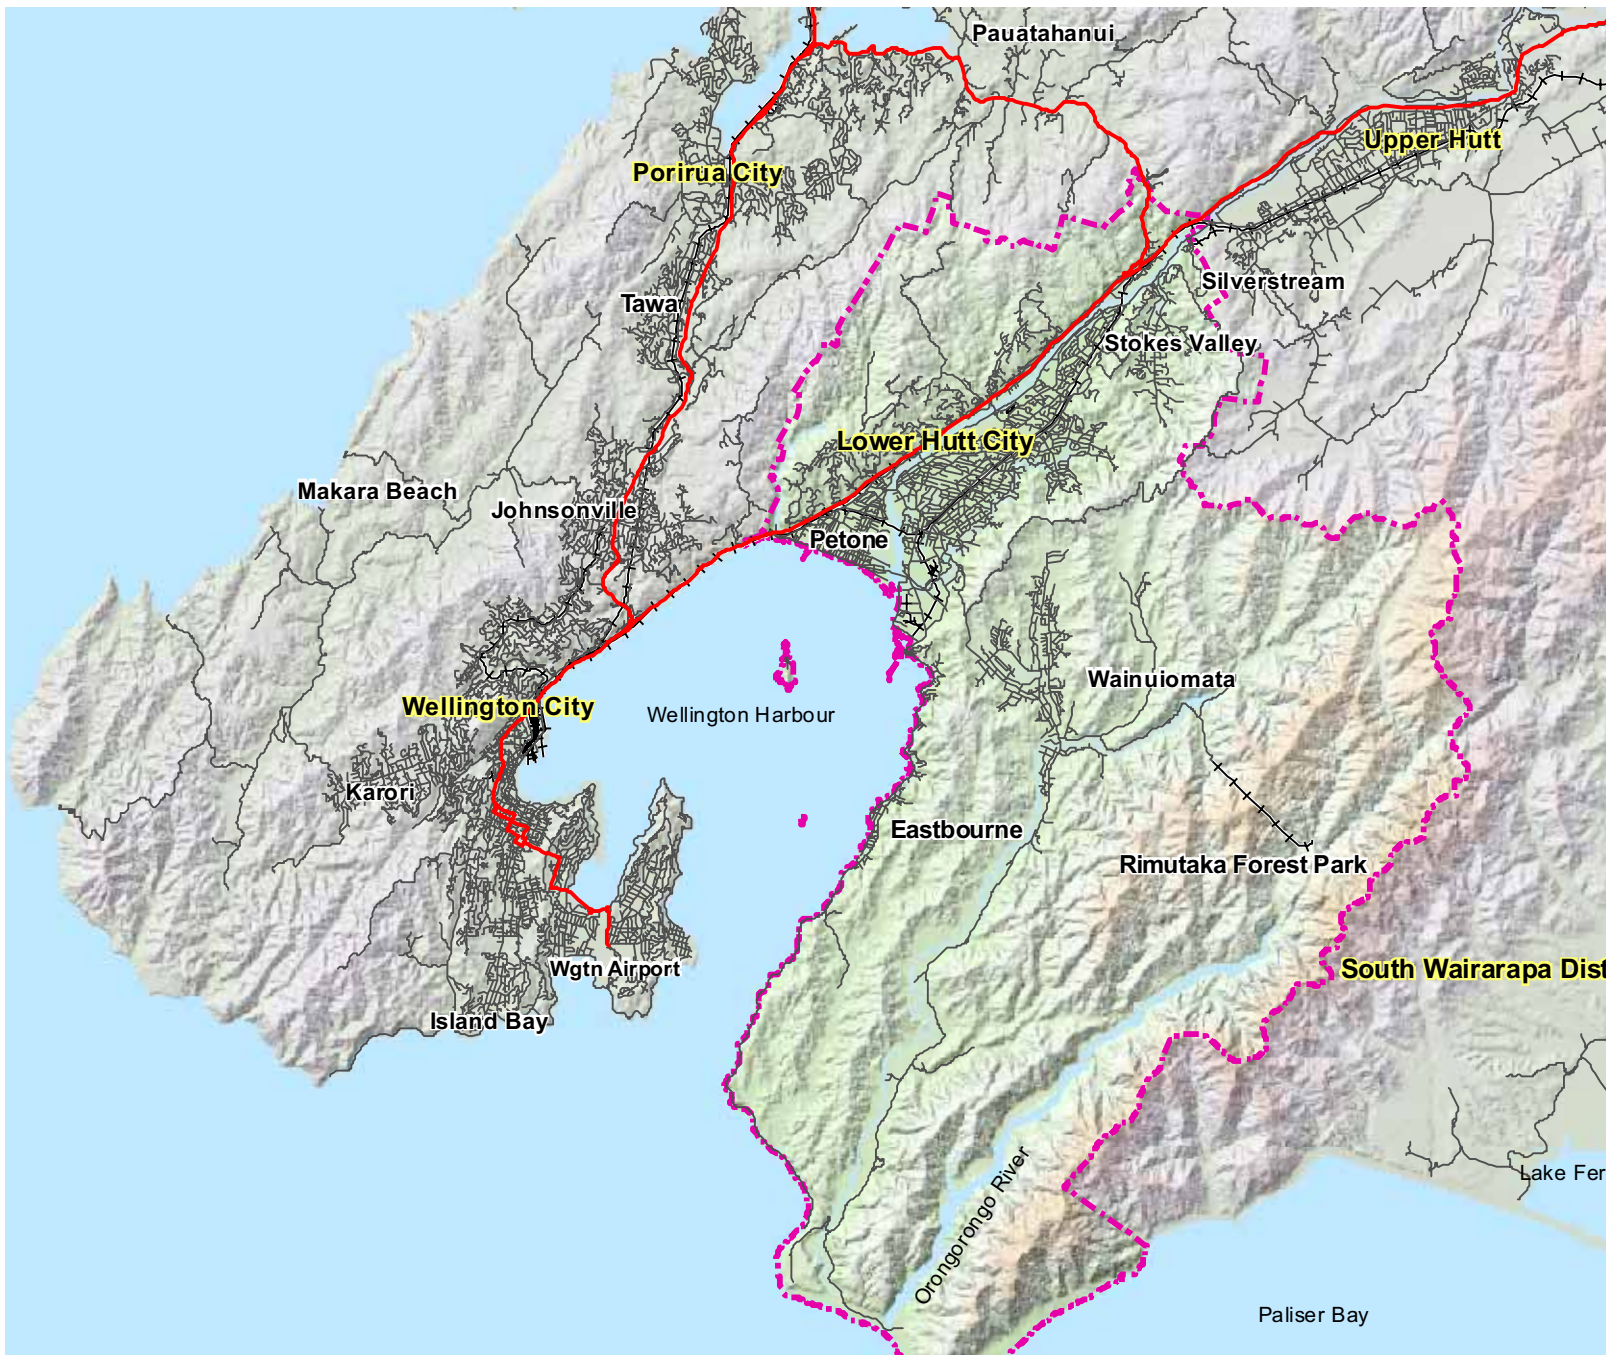 Pauatahanui
Upper Hutt
Porirua City
Silverstream
Tawa
Stokes Valley
Lower Hutt City
Makara Beach
Johnsonville
Petone
Wainuiomata
Wellington City
Wellington Harbour
Karori
Eastbourne
Rimutaka Forest Park
Wgtn Airport
South Wairarapa Dist
Island Bay
Lake Fer
Orongorongo River
Paliser Bay